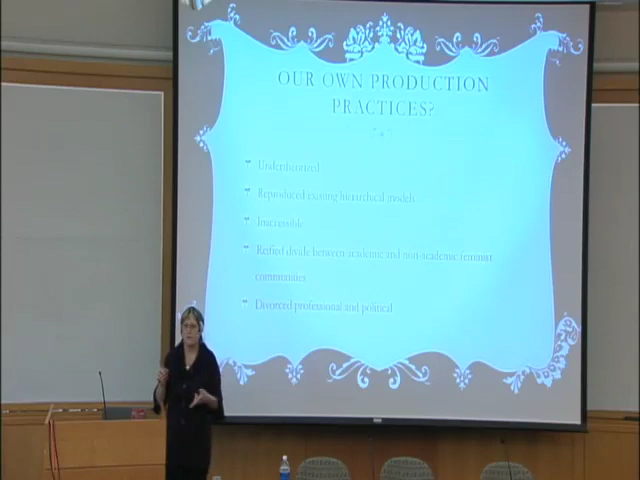 OUR OWN PRODUCTION
PRACTICES?
Undertheorized
Reproduced existing hierarchical models
Inaccessible
Reified divide between academic and non-academic feminist
communities
Divorced professional and political